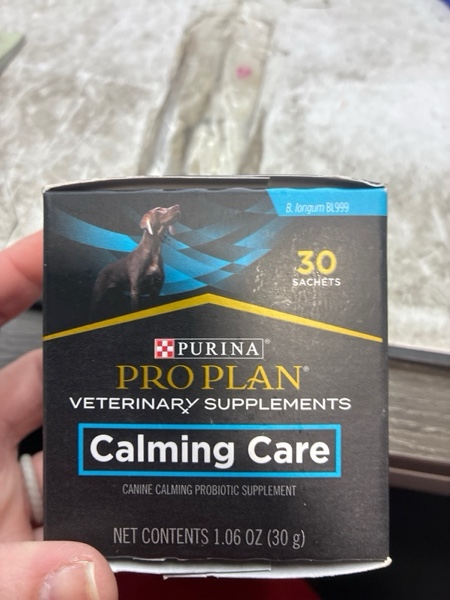 B. longum BL999
30
SACHETS
PURINA®
PRO PLAN®
VETERINARY SUPPLEMENTS
Calming Care
CANINE CALMING PROBIOTIC SUPPLEMENT
NET CONTENTS 1.06 OZ (30 g)